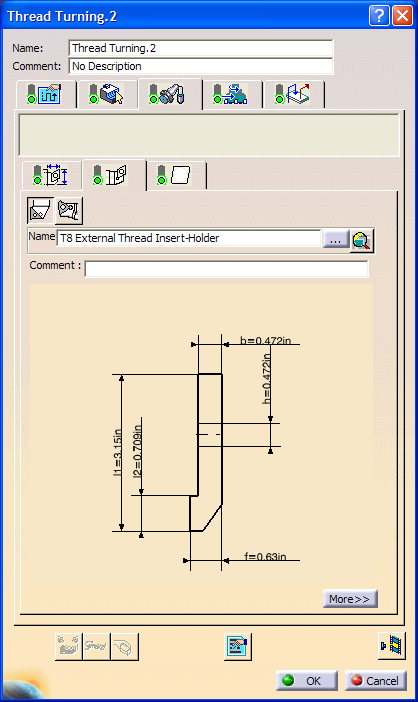 Thread Turning.2
Name: Thread Turning.2
Comment: No Description
Name T8 External Thread Insert-Holder ...
Comment :
b=0.472in
h=0.472in
l1=3.15in
l2=0.709in
f=0.63in
More>>
OK Cancel